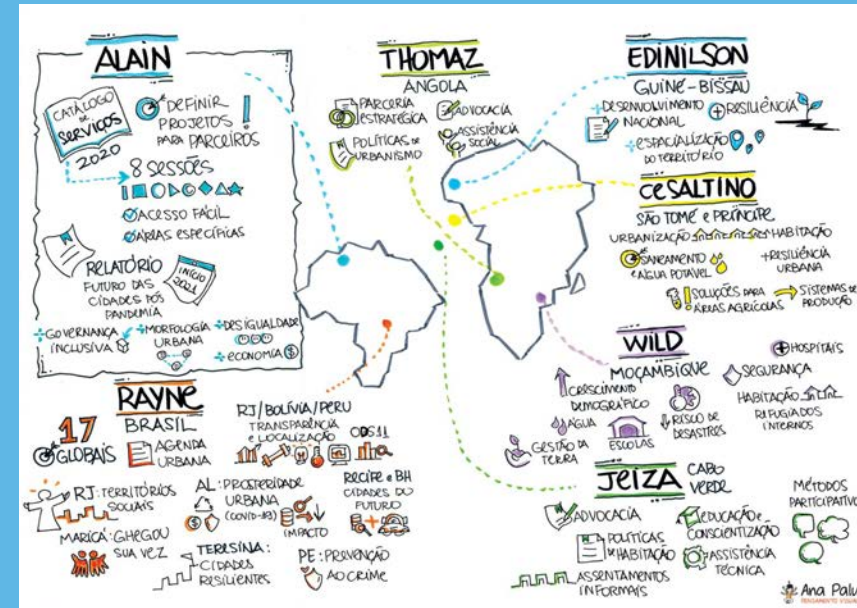 ALAIN
CATÁLOGO
DE
SERVIÇOS
2020
DEFINIR
PROJETOS
PARA PARCEIROS
8 SESSÕES
ACESSO FÁCIL
ÁREAS ESPECÍFICAS
RELATÓRIO
FUTURO DAS
CIDADES PÓS
PANDEMIA
INÍCIO
2021
GOVERNANÇA
INCLUSIVA
MORFOLOGIA
URBANA
DESIGUALDADE
ECONOMIA
THOMAZ
ANGOLA
PARCERIA
ESTRATÉGICA
ADVOCACIA
POLÍTICAS DE
URBANISMO
ASSISTÊNCIA
SOCIAL
EDINILSON
GUINÉ-BISSAU
DESENVOLVIMENTO
NACIONAL
RESILIÊNCIA
ESPACIALIZAÇÃO
DO TERRITÓRIO
CESALTINO
SÃO TOMÉ E PRÍNCIPE
URBANIZAÇÃO
HABITAÇÃO
SANEAMENTO
E ÁGUA POTÁVEL
+RESILIÊNCIA
URBANA
SOLUÇÕES PARA
ÁREAS AGRÍCOLAS
SISTEMAS DE
PRODUÇÃO
WILD
MOÇAMBIQUE
CRESCIMENTO
DEMOGRÁFICO
HOSPITAIS
SEGURANÇA
ÁGUA
ESCOLAS
RISCO DE
DESASTRES
HABITAÇÃO
REFUGIADOS
INTERNOS
GESTÃO DA
TERRA
RAYNE
BRASIL
17
GLOBAIS
AGENDA
URBANA
RJ/BOLÍVIA/PERU
TRANSPARÊNCIA
E LOCALIZAÇÃO
ODS11
RJ: TERRITÓRIOS
SOCIAIS
AL: PROSPERIDADE
URBANA
(COVID-19)
IMPACTO
RECIFE e BH
CIDADES DO
FUTURO
MARICÁ: CHEGOU
SUA VEZ
TERESINA:
CIDADES
RESILIENTES
PE: PREVENÇÃO
AO CRIME
JEIZA CABO
VERDE
ADVOCACIA
EDUCAÇÃO E
CONSCIENTIZAÇÃO
MÉTODOS
PARTICIPATIVO
POLÍTICAS
DE HABITAÇÃO
ASSISTÊNCIA
TÉCNICA
ASSENTAMENTOS
INFORMAIS
Ana Palu
PENSAMENTO VISUAL